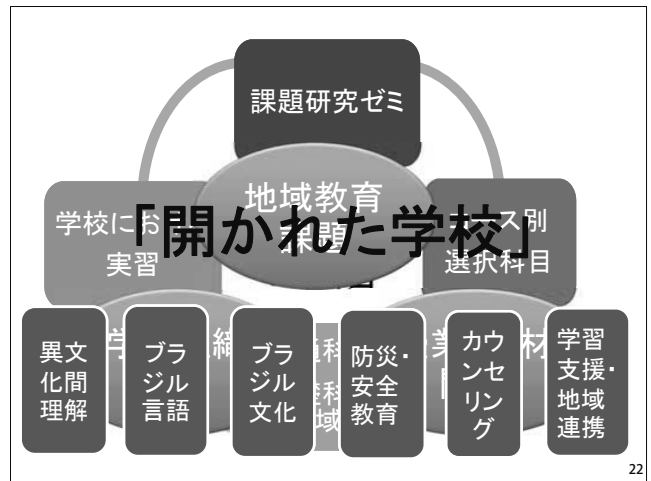 課題研究ゼミ
地域教育
課題
学校にお
実習
ス別
選択科目
「開かれた学校」
異文
化間
理解
ブラ
ジル
言語
ブラ
ジル
文化
防災・
安全
教育
カウ
ンセ
リン
グ
学習
支援・
地域
連携
22